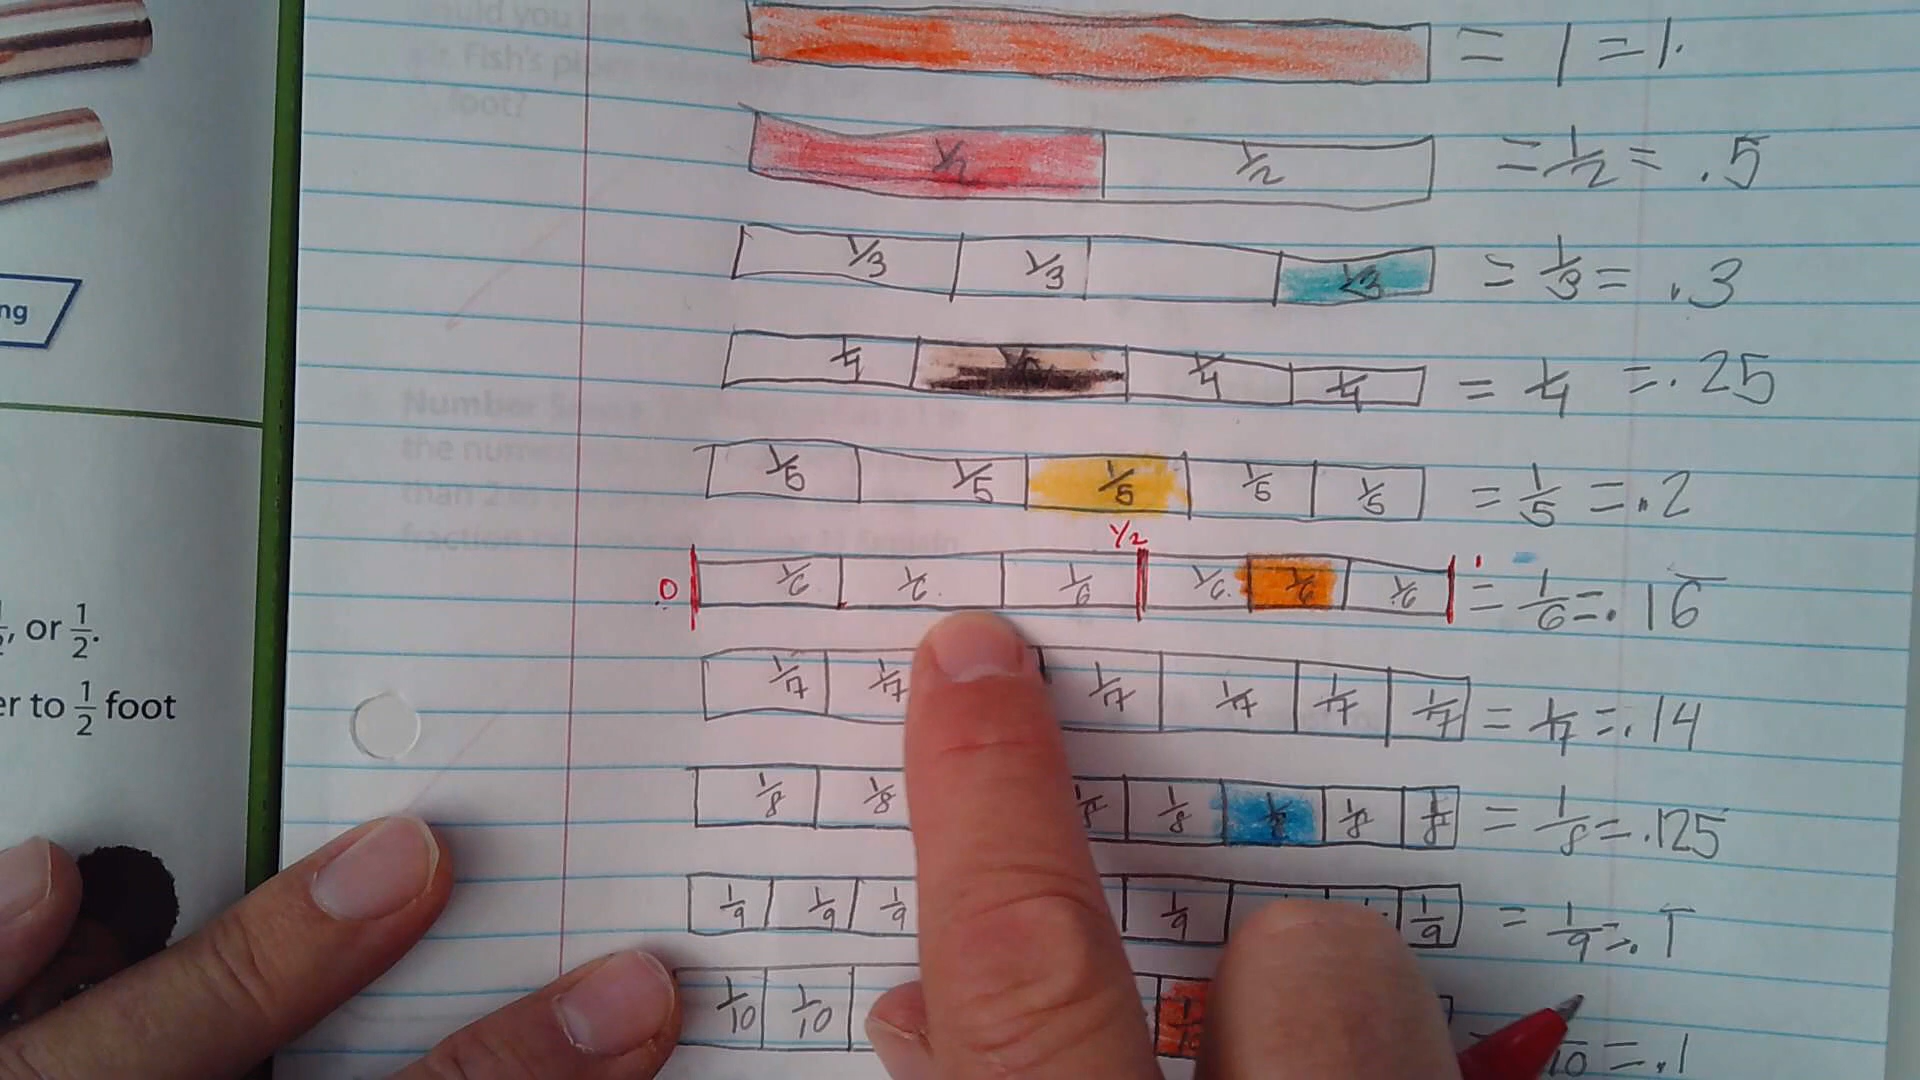 = 1 = 1.
1/2 1/2 = 1/2 = .5
1/3 1/3 1/3 = 1/3 = .3
1/4 1/4 1/4 = 1/4 = .25
1/5 1/5 1/5 1/5 1/5 = 1/5 = .2
1/2
0 1/6 1/6 1/6 1/6 1/6 1/6 1 = 1/6 = .16̅
1/7 1/7 1/7 1/7 1/7 1/7 = 1/7 = .14
1/8 1/8 1/8 1/8 1/8 1/8 1/8 = 1/8 = .125
1/9 1/9 1/9 1/9 1/9 = 1/9 = .1̅
1/10 1/10 10 = .1
ng
, or 1/2.
er to 1/2 foot